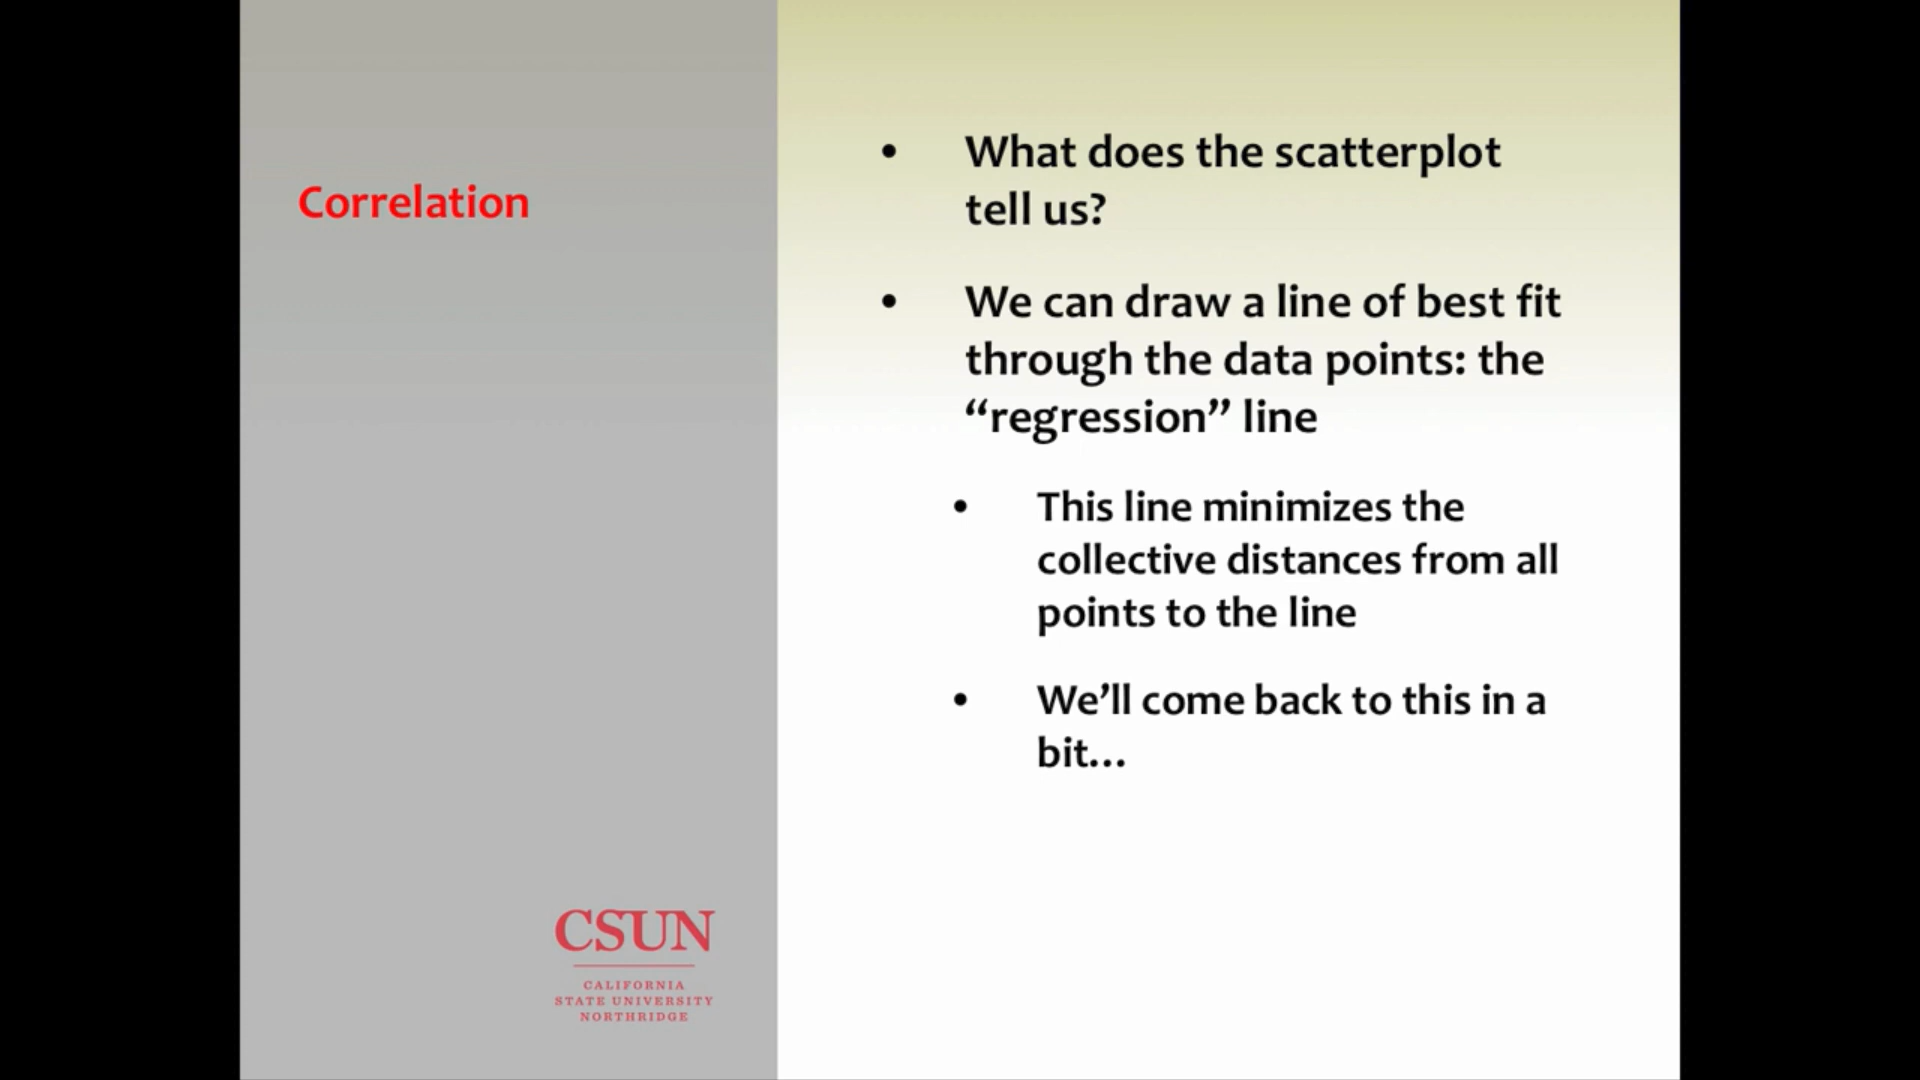 Correlation
• What does the scatterplot
tell us?
• We can draw a line of best fit
through the data points: the
“regression” line
• This line minimizes the
collective distances from all
points to the line
• We’ll come back to this in a
bit…
CSUN
CALIFORNIA
STATE UNIVERSITY
NORTHRIDGE